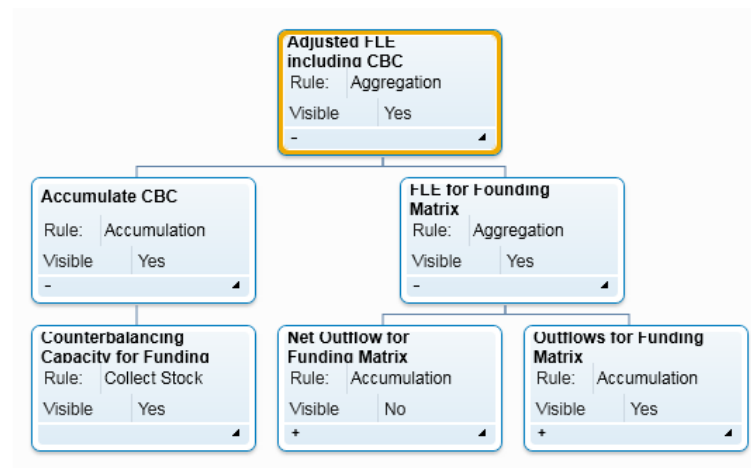 Adjusted FLE
including CBC
Rule: Aggregation
Visible Yes
-
Accumulate CBC
Rule: Accumulation
Visible Yes
-
FLE for Founding
Matrix
Rule: Aggregation
Visible Yes
-
Counterbalancing
Capacity for Funding
Rule: Collect Stock
Visible Yes
Net Outflow for
Funding Matrix
Rule: Accumulation
Visible No
+
Outflows for Funding
Matrix
Rule: Accumulation
Visible Yes
+